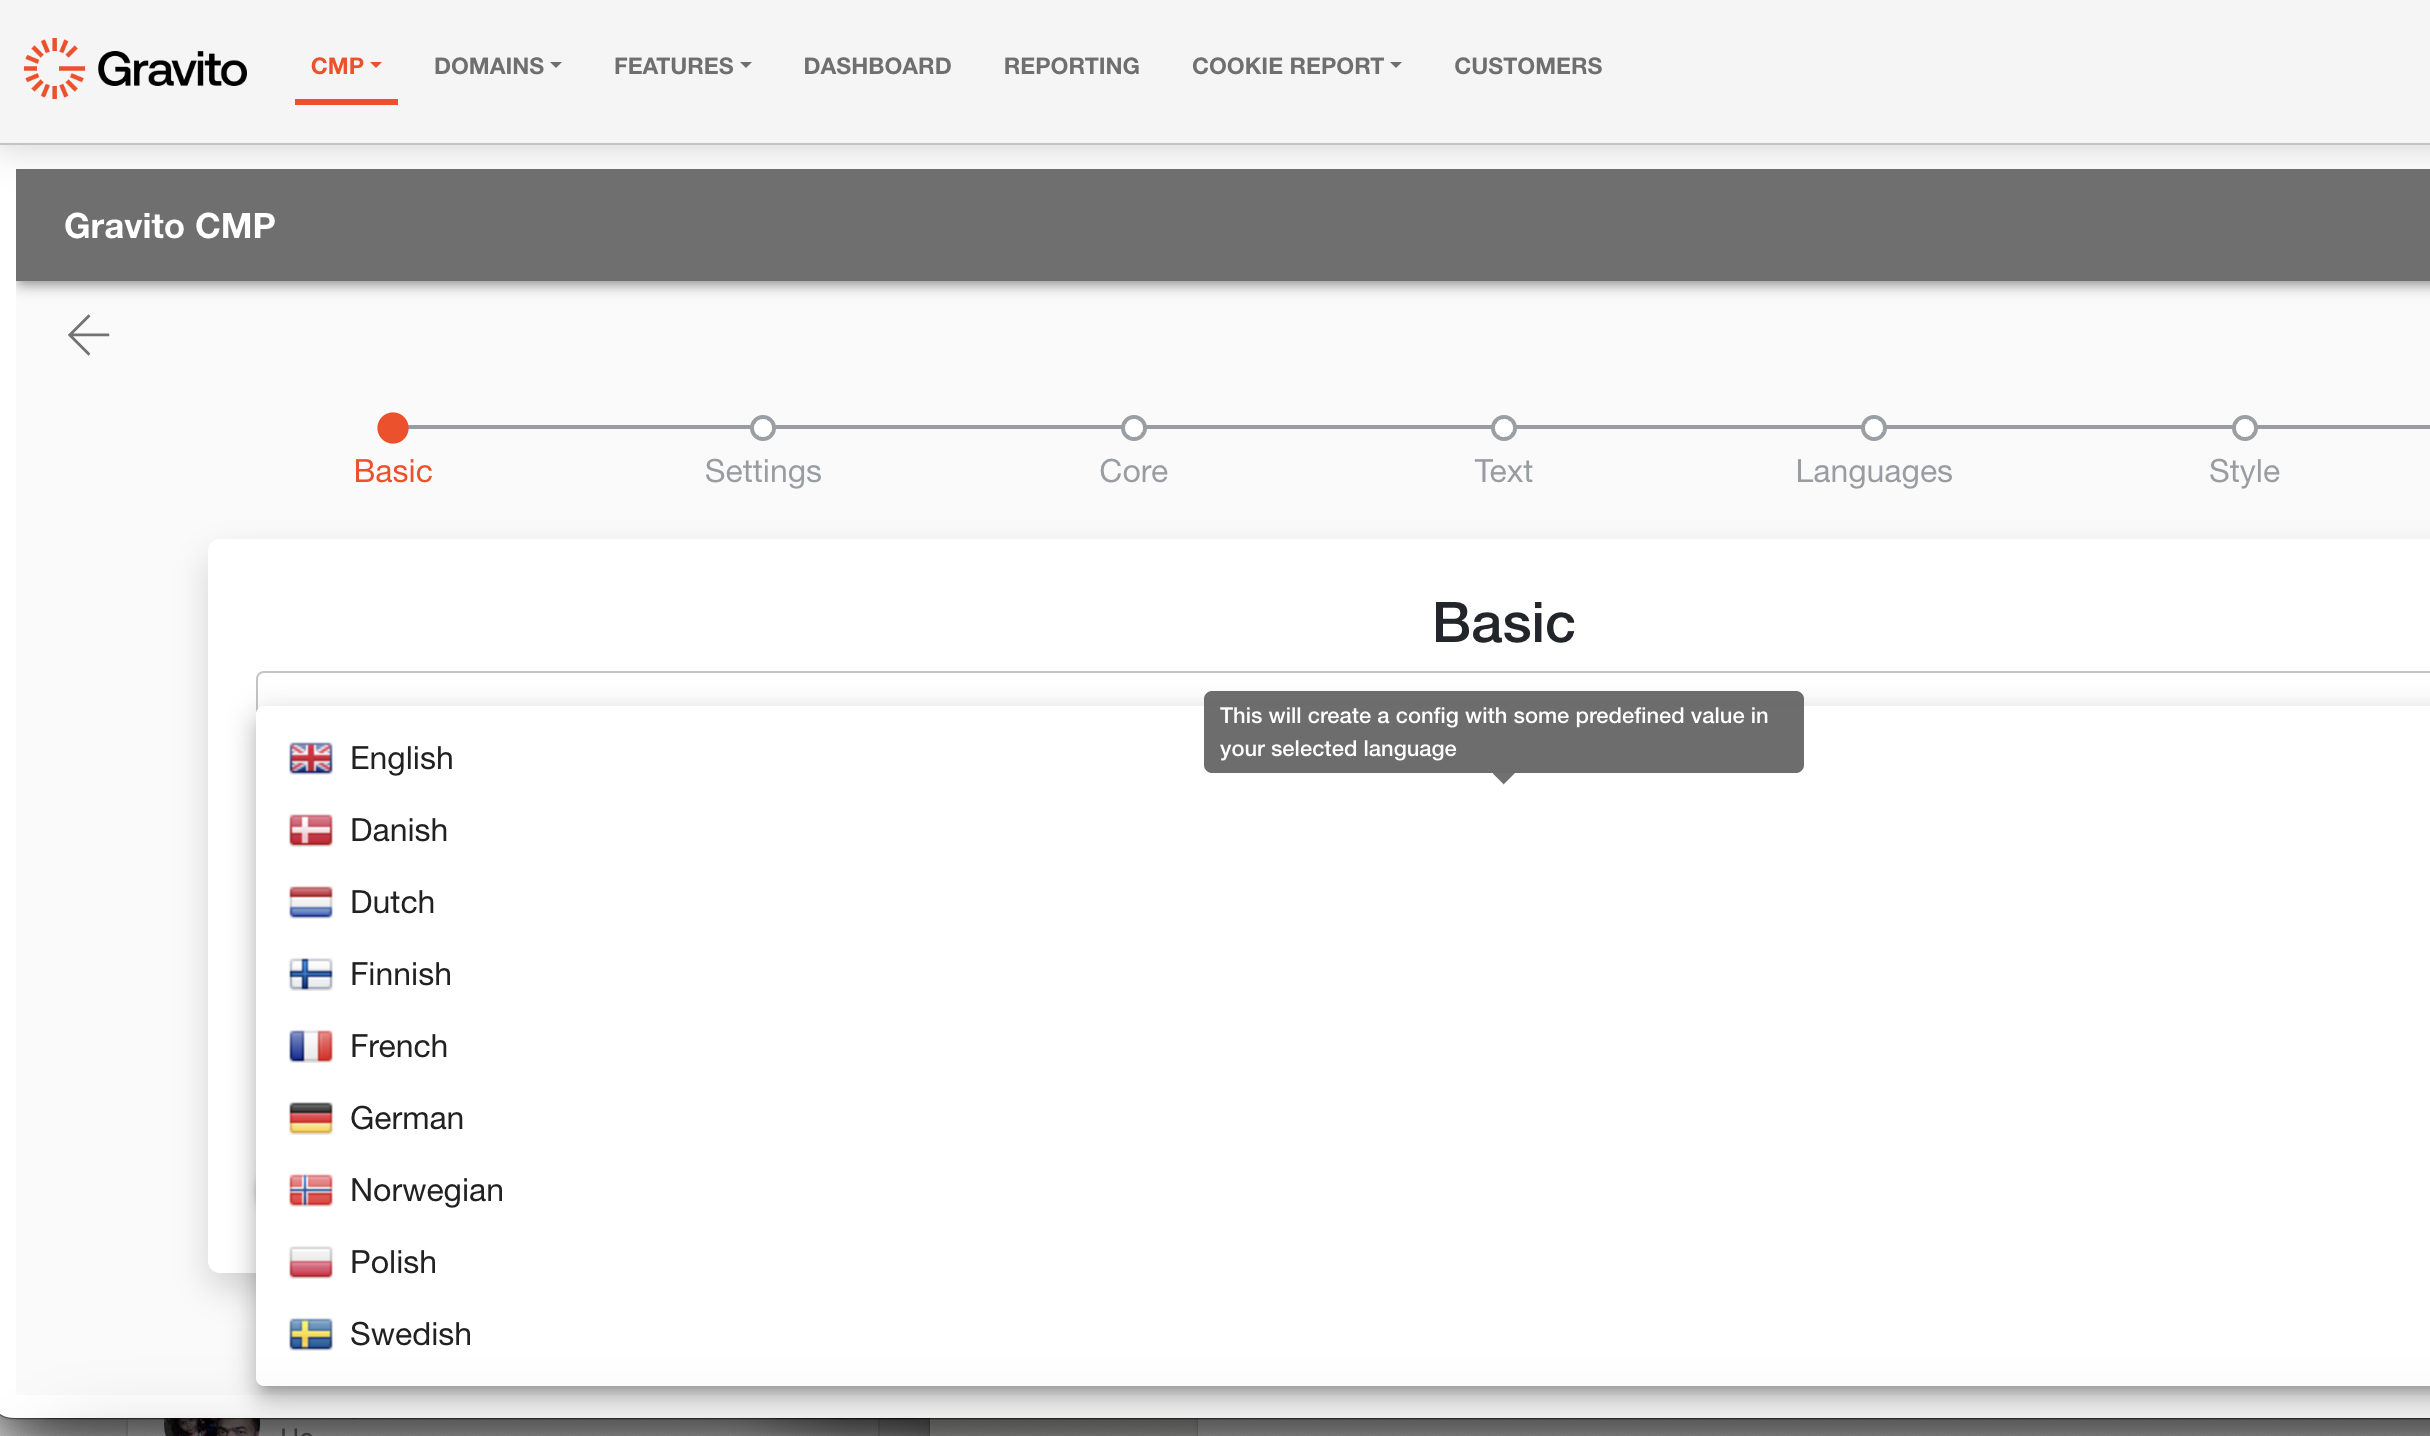 Gravito
CMP
DOMAINS
FEATURES
DASHBOARD
REPORTING
COOKIE REPORT
CUSTOMERS
Gravito CMP
Basic
Settings
Core
Text
Languages
Style
Basic
This will create a config with some predefined value in
your selected language
English
Danish
Dutch
Finnish
French
German
Norwegian
Polish
Swedish